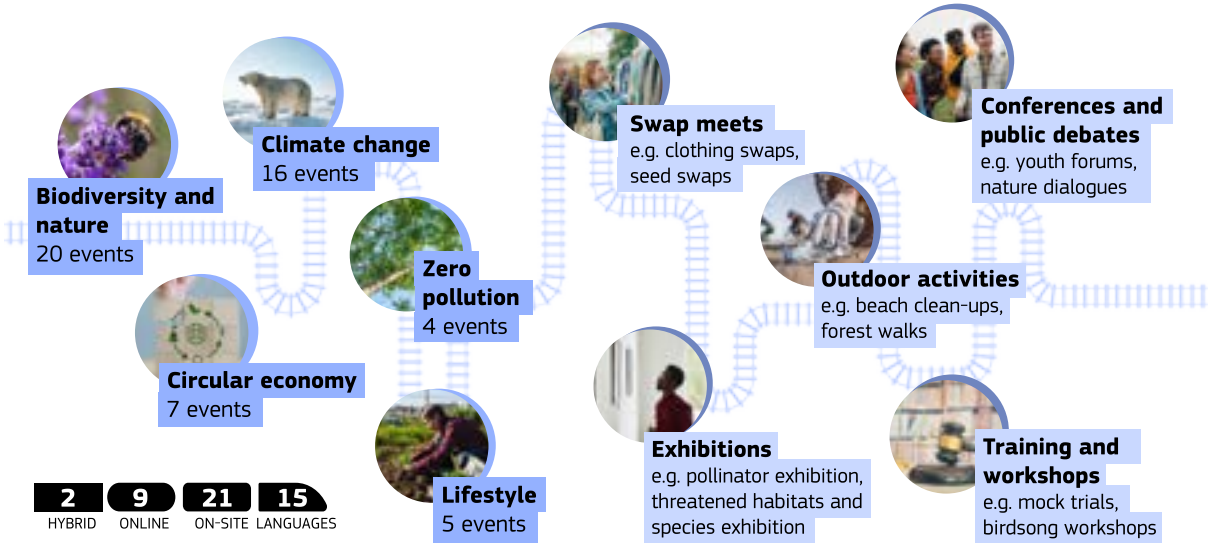 Biodiversity and
nature
20 events
Climate change
16 events
Circular economy
7 events
Zero
pollution
4 events
Lifestyle
5 events
Swap meets
e.g. clothing swaps,
seed swaps
Exhibitions
e.g. pollinator exhibition,
threatened habitats and
species exhibition
Outdoor activities
e.g. beach clean-ups,
forest walks
Conferences and
public debates
e.g. youth forums,
nature dialogues
Training and
workshops
e.g. mock trials,
birdsong workshops
2 9 21 15
HYBRID ONLINE ON-SITE LANGUAGES